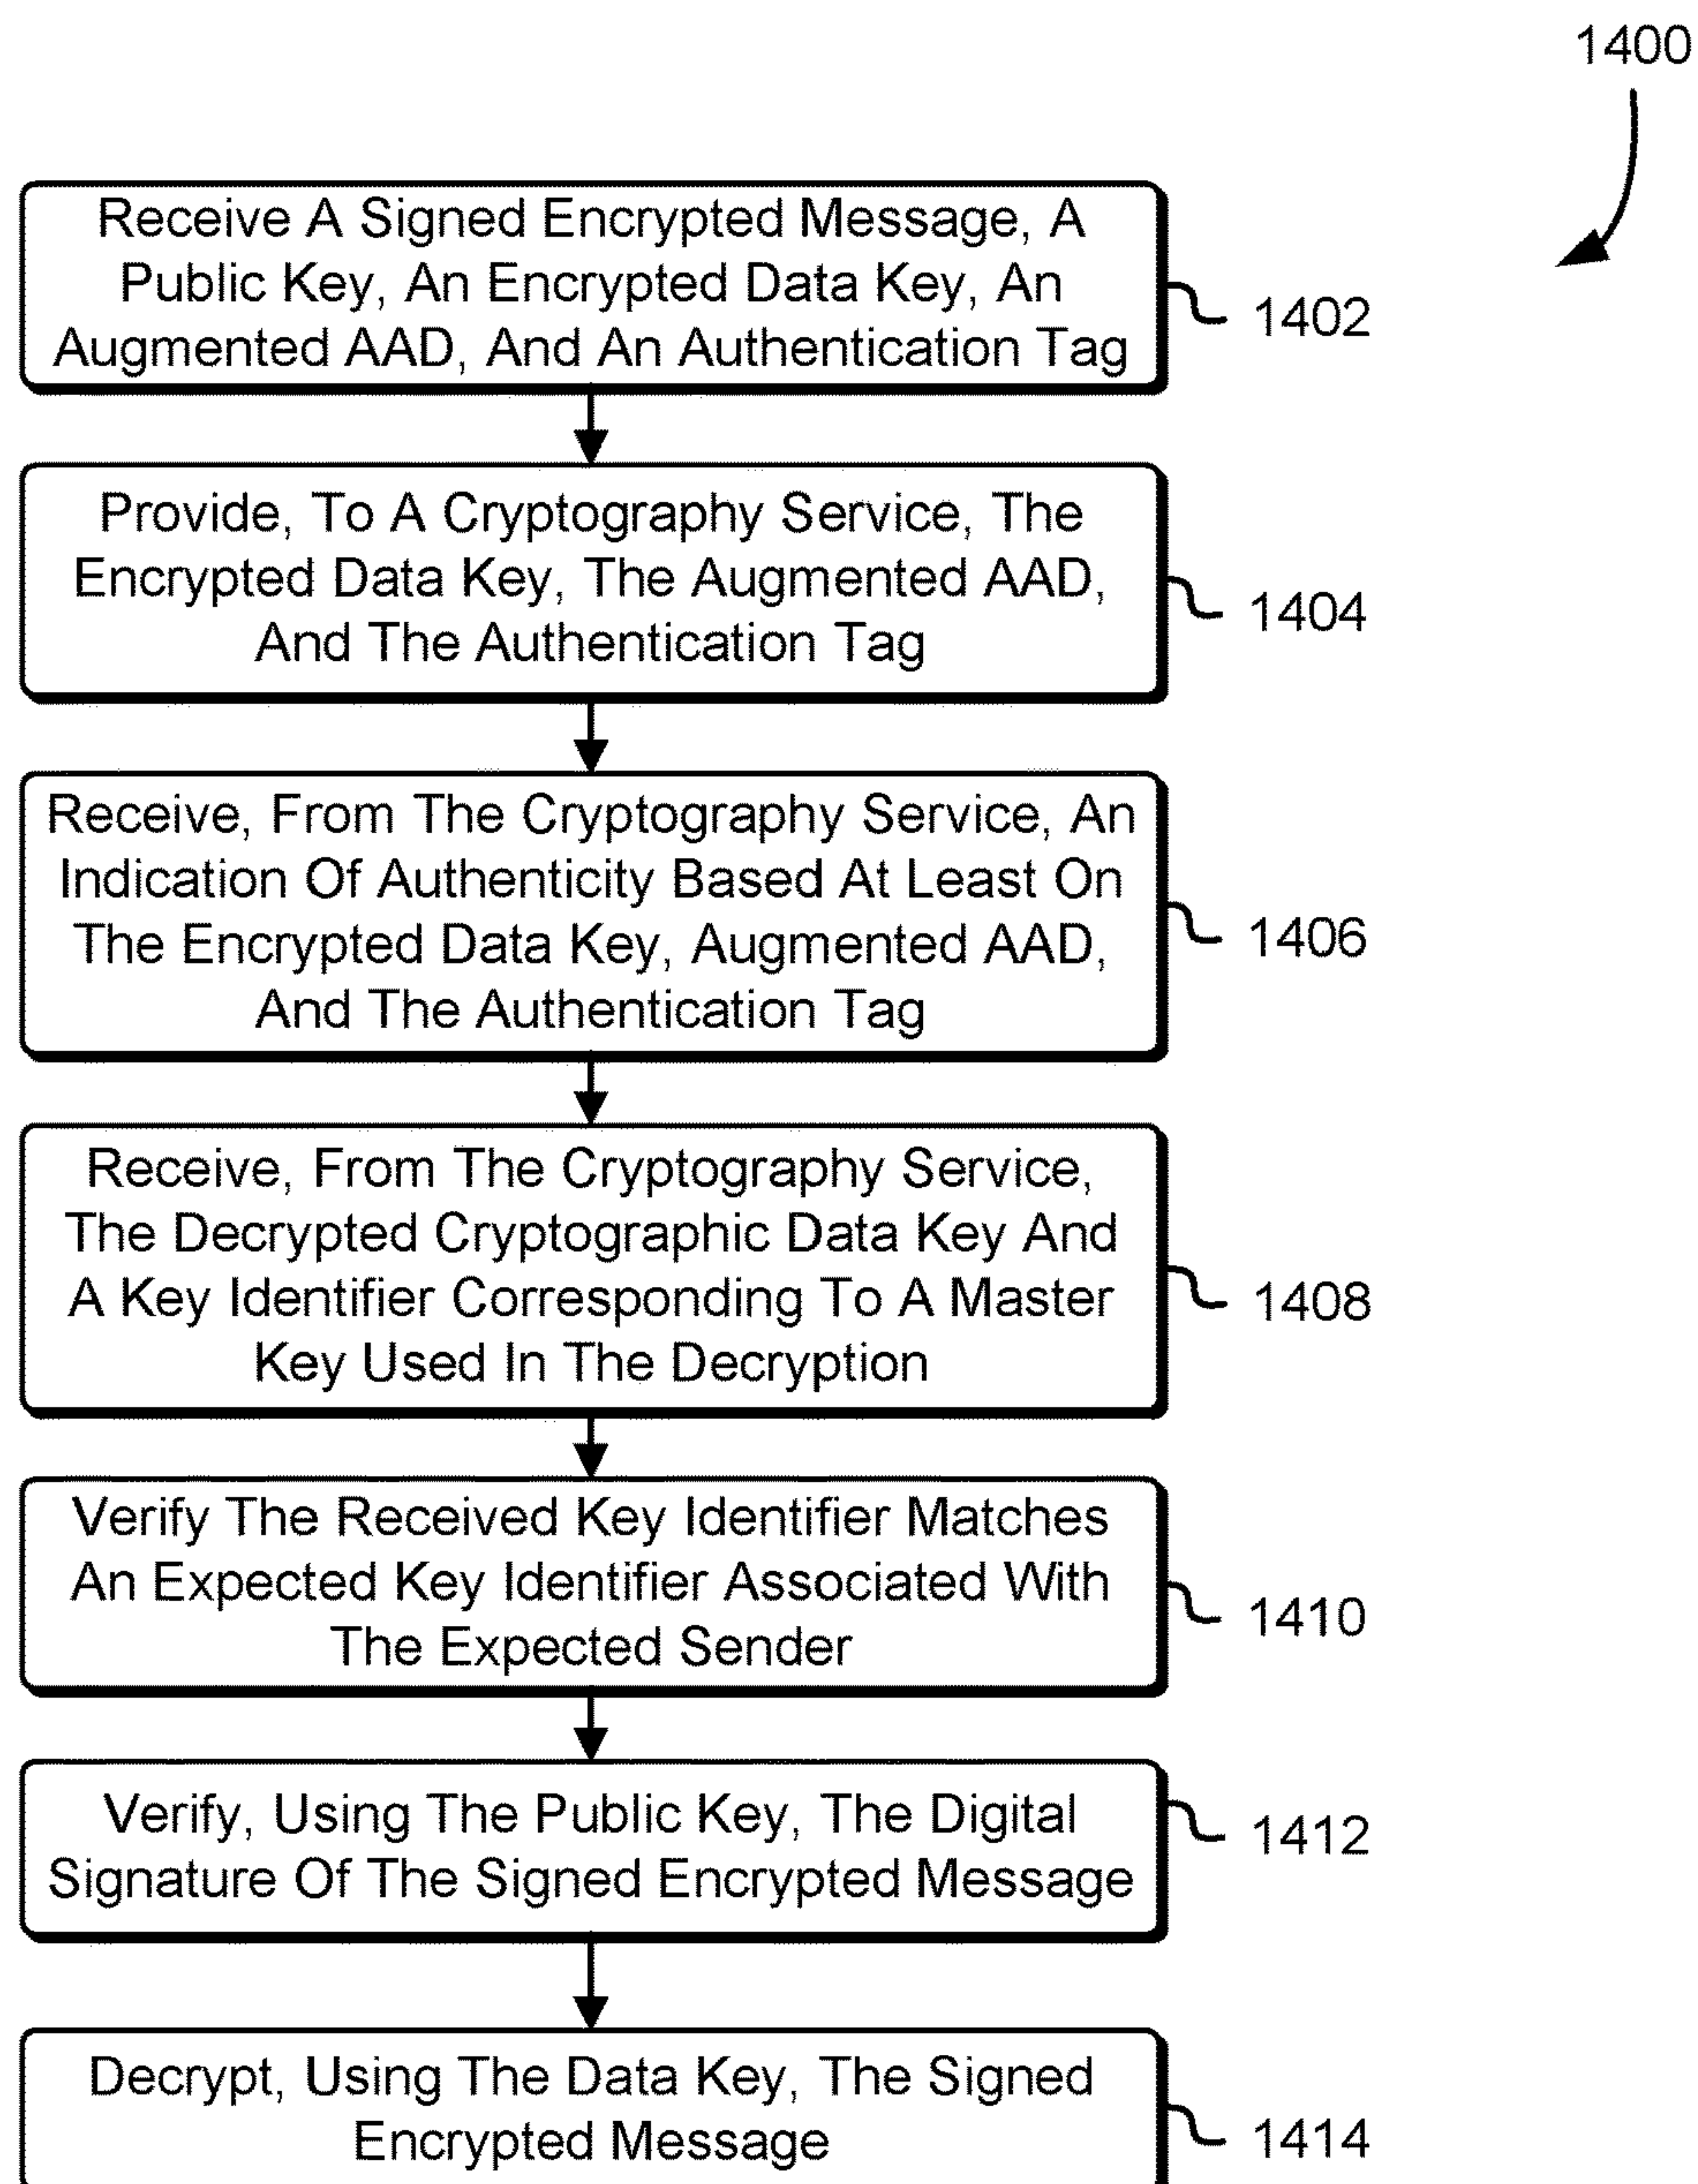 1400
Receive A Signed Encrypted Message, A
Public Key, An Encrypted Data Key, An
Augmented AAD, And An Authentication Tag
1402
Provide, To A Cryptography Service, The
Encrypted Data Key, The Augmented AAD,
And The Authentication Tag
1404
Receive, From The Cryptography Service, An
Indication Of Authenticity Based At Least On
The Encrypted Data Key, Augmented AAD,
And The Authentication Tag
1406
Receive, From The Cryptography Service,
The Decrypted Cryptographic Data Key And
A Key Identifier Corresponding To A Master
Key Used In The Decryption
1408
Verify The Received Key Identifier Matches
An Expected Key Identifier Associated With
The Expected Sender
1410
Verify, Using The Public Key, The Digital
Signature Of The Signed Encrypted Message
1412
Decrypt, Using The Data Key, The Signed
Encrypted Message
1414